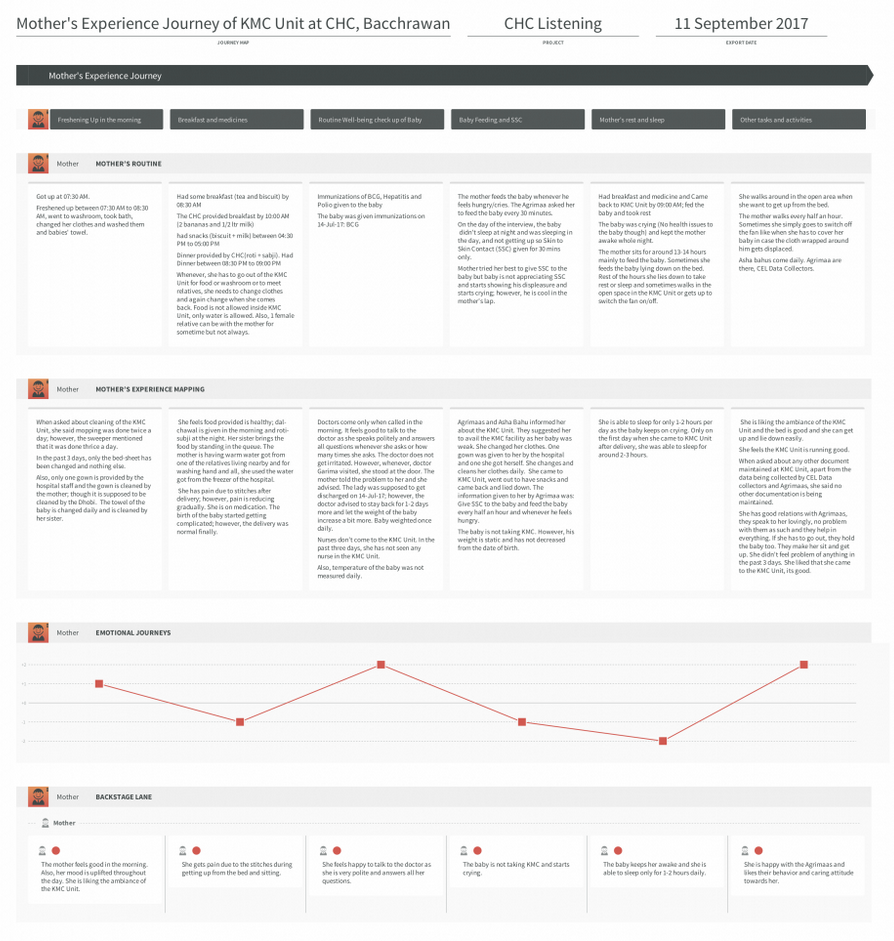 Mother's Experience Journey of KMC Unit at CHC, Bacchrawan
JOURNEY MAP
CHC Listening
PROJECT
11 September 2017
EXPORT DATE
Mother's Experience Journey
Freshening Up in the morning
Breakfast and medicines
Routine Well-being check up of Baby
Baby Feeding and SSC
Mother's rest and sleep
Other tasks and activities
Mother MOTHER'S ROUTINE
Got up at 07:30 AM.
Freshened up between 07:30 AM to 08:30
AM, went to washroom, took bath,
changed her clothes and washed them
and babies' towel.
Had some breakfast (tea and biscuit) by
08:30 AM
The CHC provided breakfast by 10:00 AM
(2 bananas and 1/2 ltr milk)
had snacks (biscuit + milk) between 04:30
PM to 05:00 PM
Dinner provided by CHC(roti + sabji). Had
Dinner between 08:30 PM to 09:00 PM
Whenever, she has to go out of the KMC
Unit for food or washroom or to meet
relatives, she needs to change clothes
and again change when she comes
back. Food is not allowed inside KMC
Unit, only water is allowed. Also, 1 female
relative can be with the mother for
sometime but not always.
Immunizations of BCG, Hepatitis and
Polio given to the baby
The baby was given immunizations on
14-Jul-17: BCG
The mother feeds the baby whenever he
feels hungry/cries. The Agrimaa asked her
to feed the baby every 30 minutes.
On the day of the interview, the baby
didn't sleep at night and was sleeping in
the day, and not getting up so Skin to
Skin Contact (SSC) given for 30 mins
only.
Mother tried her best to give SSC to the
baby but baby is not appreciating SSC
and starts showing his displeasure and
starts crying; however, he is cool in the
mother's lap.
Had breakfast and medicine and Came
back to KMC Unit by 09:00 AM; fed the
baby and took rest
The baby was crying (No health issues to
the baby though) and kept the mother
awake whole night.
The mother sits for around 13-14 hours
mainly to feed the baby. Sometimes she
feeds the baby lying down on the bed.
Rest of the hours she lies down to take
rest or sleep and sometimes walks in the
open space in the KMC Unit or gets up to
switch the fan on/off.
She walks around in the open area when
she want to get up from the bed.
The mother walks every half an hour.
Sometimes she simply goes to switch off
the fan like when she has to cover her
baby in case the cloth wrapped around
him gets displaced.
Asha bahus come daily. Agrimaa are
there, CEL Data Collectors.
Mother MOTHER'S EXPERIENCE MAPPING
When asked about cleaning of the KMC
Unit, she said mopping was done twice a
day; however, the sweeper mentioned
that it was done thrice a day.
In the past 3 days, only the bed-sheet has
been changed and nothing else.
Also, only one gown is provided by the
hospital staff and the gown is cleaned by
the mother; though it is supposed to be
cleaned by the Dhobi. The towel of the
baby is changed daily and is cleaned by
her sister.
She feels food provided is healthy; dal-
chawal is given in the morning and roti-
subji at the night. Her sister brings the
food by standing in the queue. The
mother is having warm water got from
one of the relatives living nearby and for
washing hand and all, she used the water
got from the freezer of the hospital.
She has pain due to stitches after
delivery; however, pain is reducing
gradually. She is on medication. The
birth of the baby started getting
complicated; however, the delivery was
normal finally.
Doctors come only when called in the
morning. It feels good to talk to the
doctor as she speaks politely and answers
all questions whenever she asks or how
many times she asks. The doctor does not
get irritated. However, whenever, doctor
Garima visited, she stood at the door. The
mother told the problem to her and she
advised. The lady was supposed to get
discharged on 14-Jul-17; however, the
doctor advised to stay back for 1-2 days
more and let the weight of the baby
increase a bit more. Baby weighted once
daily.
Nurses don't come to the KMC Unit. In the
past three days, she has not seen any
nurse in the KMC Unit.
Also, temperature of the baby was not
measured daily.
Agrimaas and Asha Bahu informed her
about the KMC Unit. They suggested her
to avail the KMC facility as her baby was
weak. She changed her clothes. One
gown was given to her by the hospital
and one she got herself. She changes and
cleans her clothes daily. She came to the
KMC Unit, went out to have snacks and
came back and lied down. The
information given to her by Agrimaa was:
Give SSC to the baby and feed the baby
every half an hour and whenever he feels
hungry.
The baby is not taking KMC. However, his
weight is static and has not decreased
from the date of birth.
She is able to sleep for only 1-2 hours per
day as the baby keeps on crying. Only on
the first day when she came to KMC Unit
after delivery, she was able to sleep for
around 2-3 hours.
She is liking the ambiance of the KMC
Unit and the bed is good and she can get
up and lie down easily.
She feels the KMC Unit is running good.
When asked about any other document
maintained at KMC Unit, apart from the
data being collected by CEL Data
collectors and Agrimaas, she said no
other documentation is being
maintained.
She has good relations with Agrimaas,
they speak to her lovingly, no problem
with them as such and they help in
everything. If she has to go out, they hold
the baby too. They make her sit and get
up. She didn't feel problem of anything in
the past 3 days. She liked that she came
to the KMC Unit, its good.
Mother EMOTIONAL JOURNEYS
Mother BACKSTAGE LANE
Mother
The mother feels good in the morning.
Also, her mood is uplifted throughout
the day. She is liking the ambiance of
the KMC Unit.
She gets pain due to the stitches during
getting up from the bed and sitting.
She feels happy to talk to the doctor as
she is very polite and answers all her
questions.
The baby is not taking KMC and starts
crying.
The baby keeps her awake and she is
able to sleep only for 1-2 hours daily.
She is happy with the Agrimaas and
likes their behavior and caring attitude
towards her.